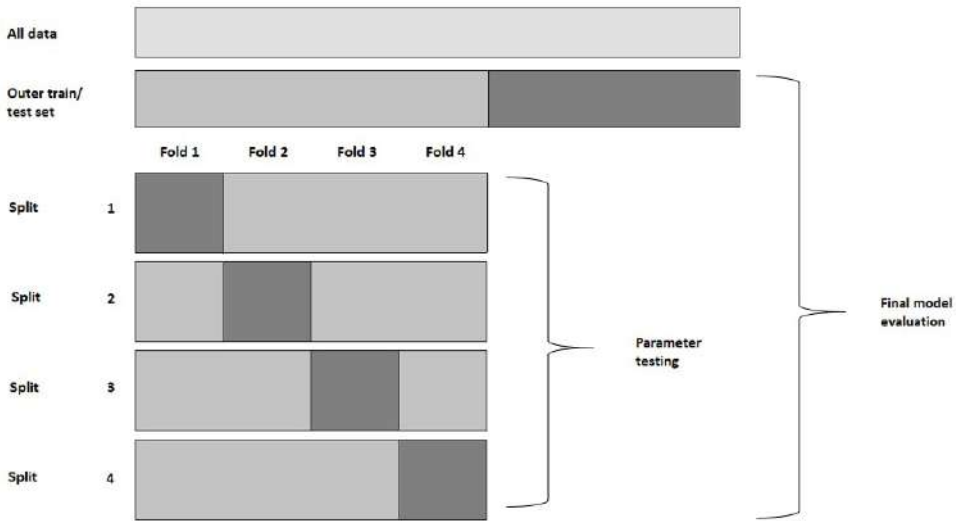 All data
Outer train/
test set
Fold 1 Fold 2 Fold 3 Fold 4
Split 1
Split 2
Split 3
Split 4
Parameter
testing
Final model
evaluation